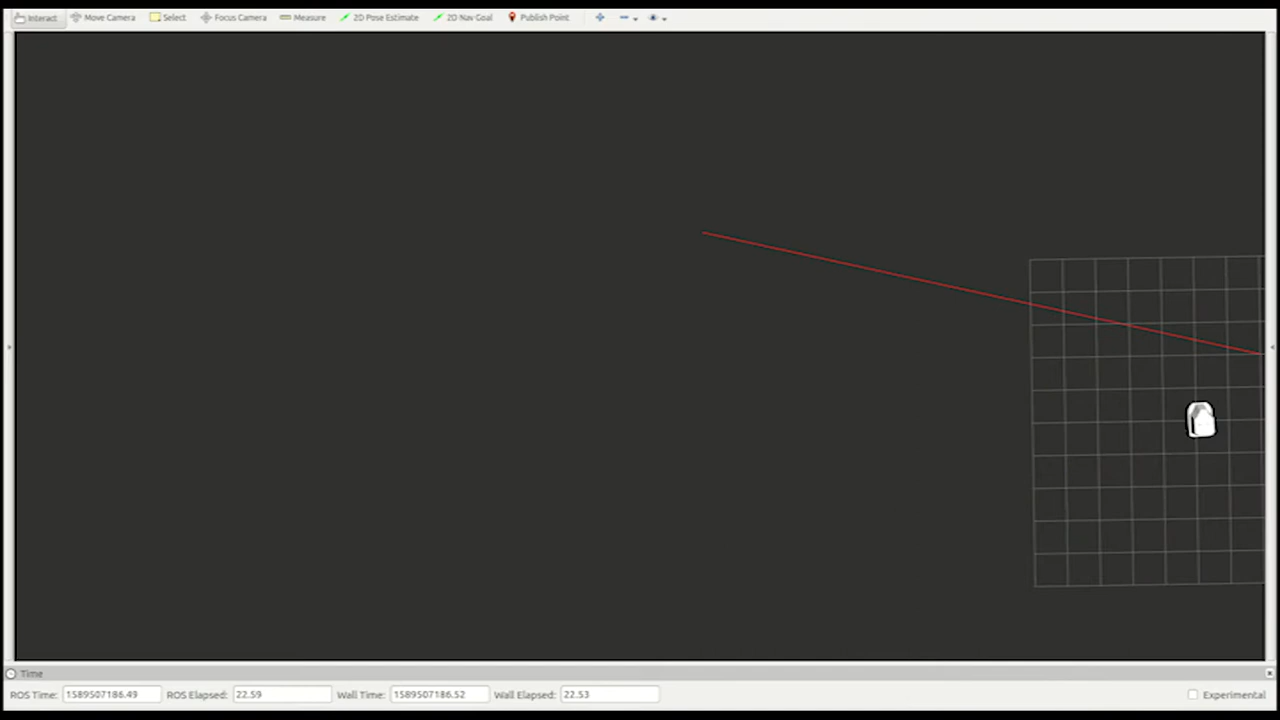 Interact Move Camera Select Focus Camera Measure 2D Pose Estimate 2D Nav Goal Publish Point
Time
ROS Time: 1589507186.49 ROS Elapsed: 22.59 Wall Time: 1589507186.52 Wall Elapsed: 22.53 Experimental